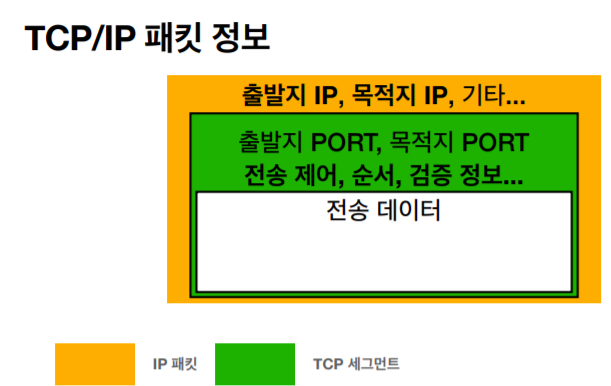 TCP/IP 패킷 정보
출발지 IP, 목적지 IP, 기타...
출발지 PORT, 목적지 PORT
전송 제어, 순서, 검증 정보...
전송 데이터
IP 패킷
TCP 세그먼트